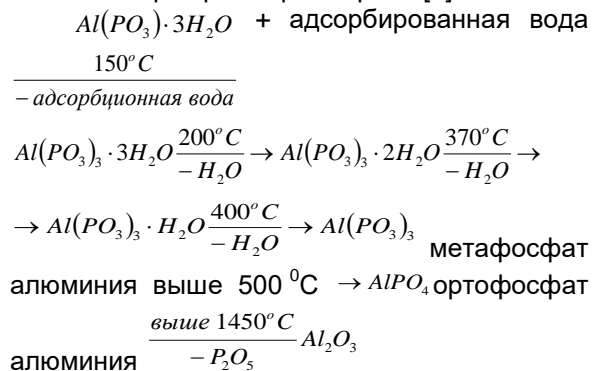 Al(PO₃)·3H₂O + адсорбированная вода
150°C
– адсорбционная вода
Al(PO₃)₃·3H₂O 200°C / –H₂O → Al(PO₃)₃·2H₂O 370°C / –H₂O →
→ Al(PO₃)₃·H₂O 400°C / –H₂O → Al(PO₃)₃ метафосфат
алюминия выше 500 ⁰C → AlPO₄ ортофосфат
алюминия выше 1450°C / –P₂O₅ Al₂O₃